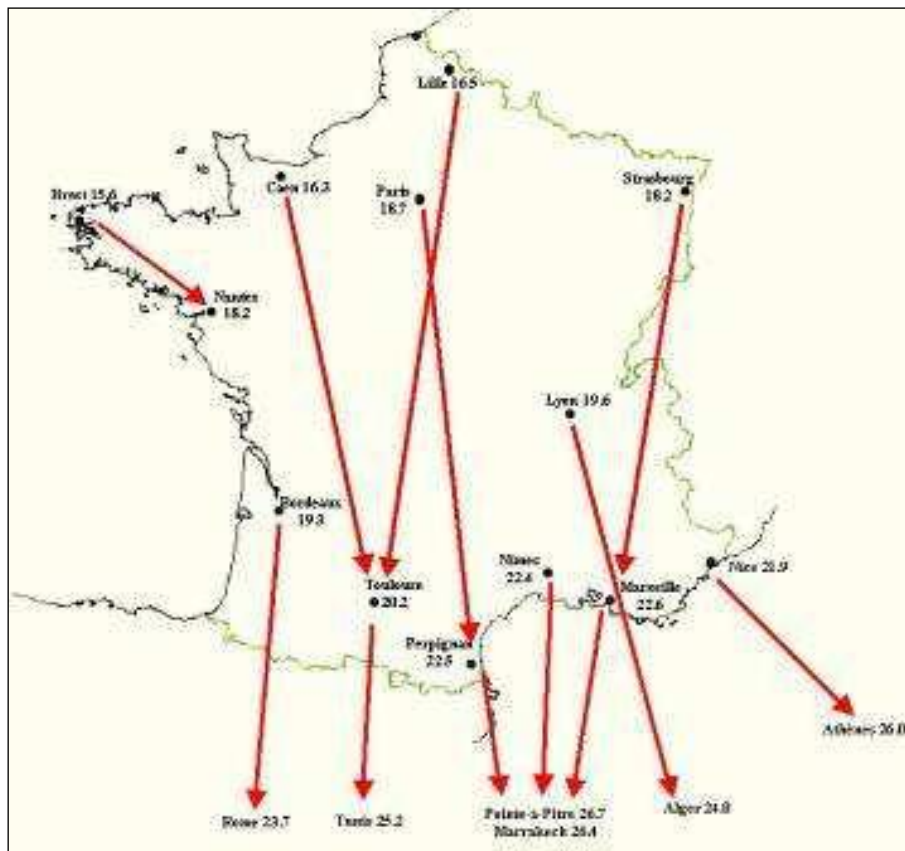 Lille 16.5
Caen 16.3
Paris
18.7
Strasbourg
18.2
Brest 15.6
Nantes
18.2
Lyon 19.6
Bordeaux
19.3
Toulouse
20.2
Nimes
22.4
Marseille
22.6
Nice 21.9
Perpignan
22.5
Athènes 26.0
Rome 23.7
Tunis 25.2
Pointe-à-Pitre 26.7
Marrakech 26.4
Alger 24.8